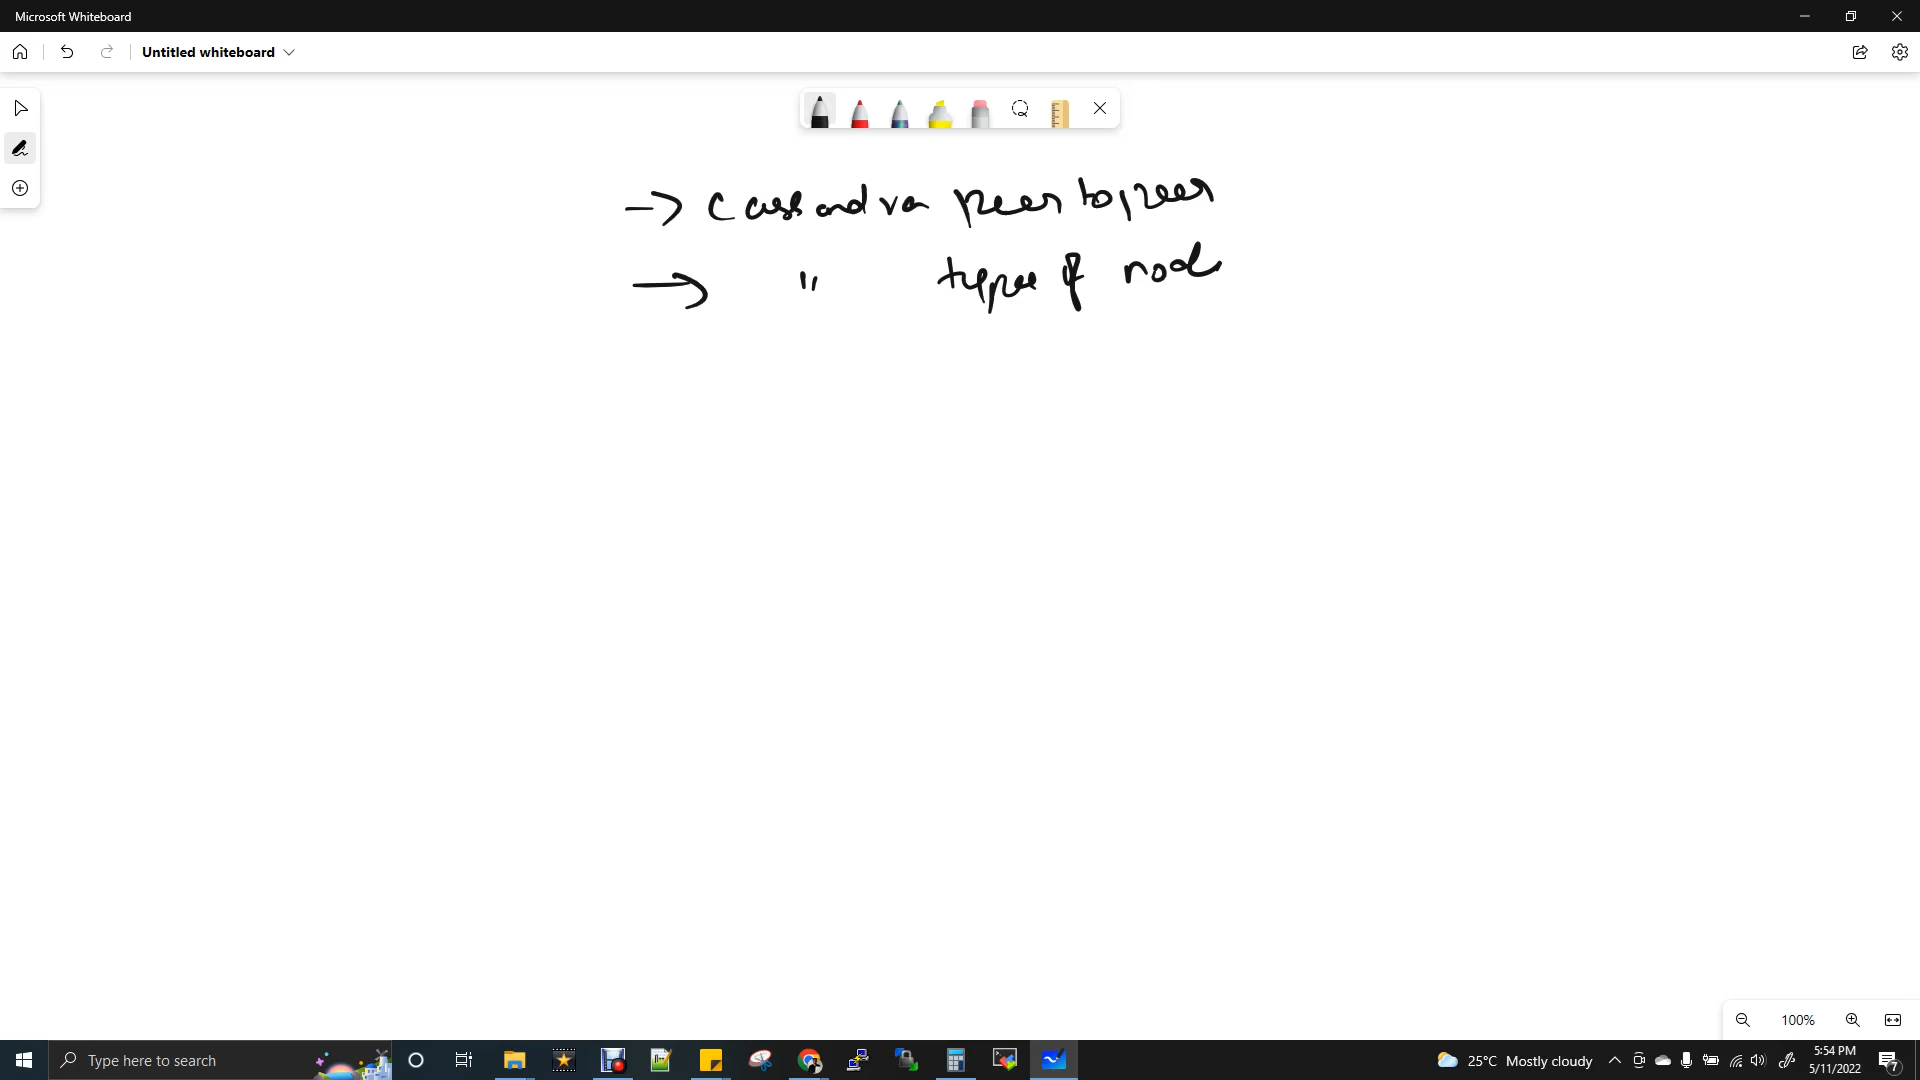 Microsoft Whiteboard
Untitled whiteboard
-> Cassandra peer to peer
-> " types of node
100%
Type here to search
25°C Mostly cloudy
5:54 PM
5/11/2022
7